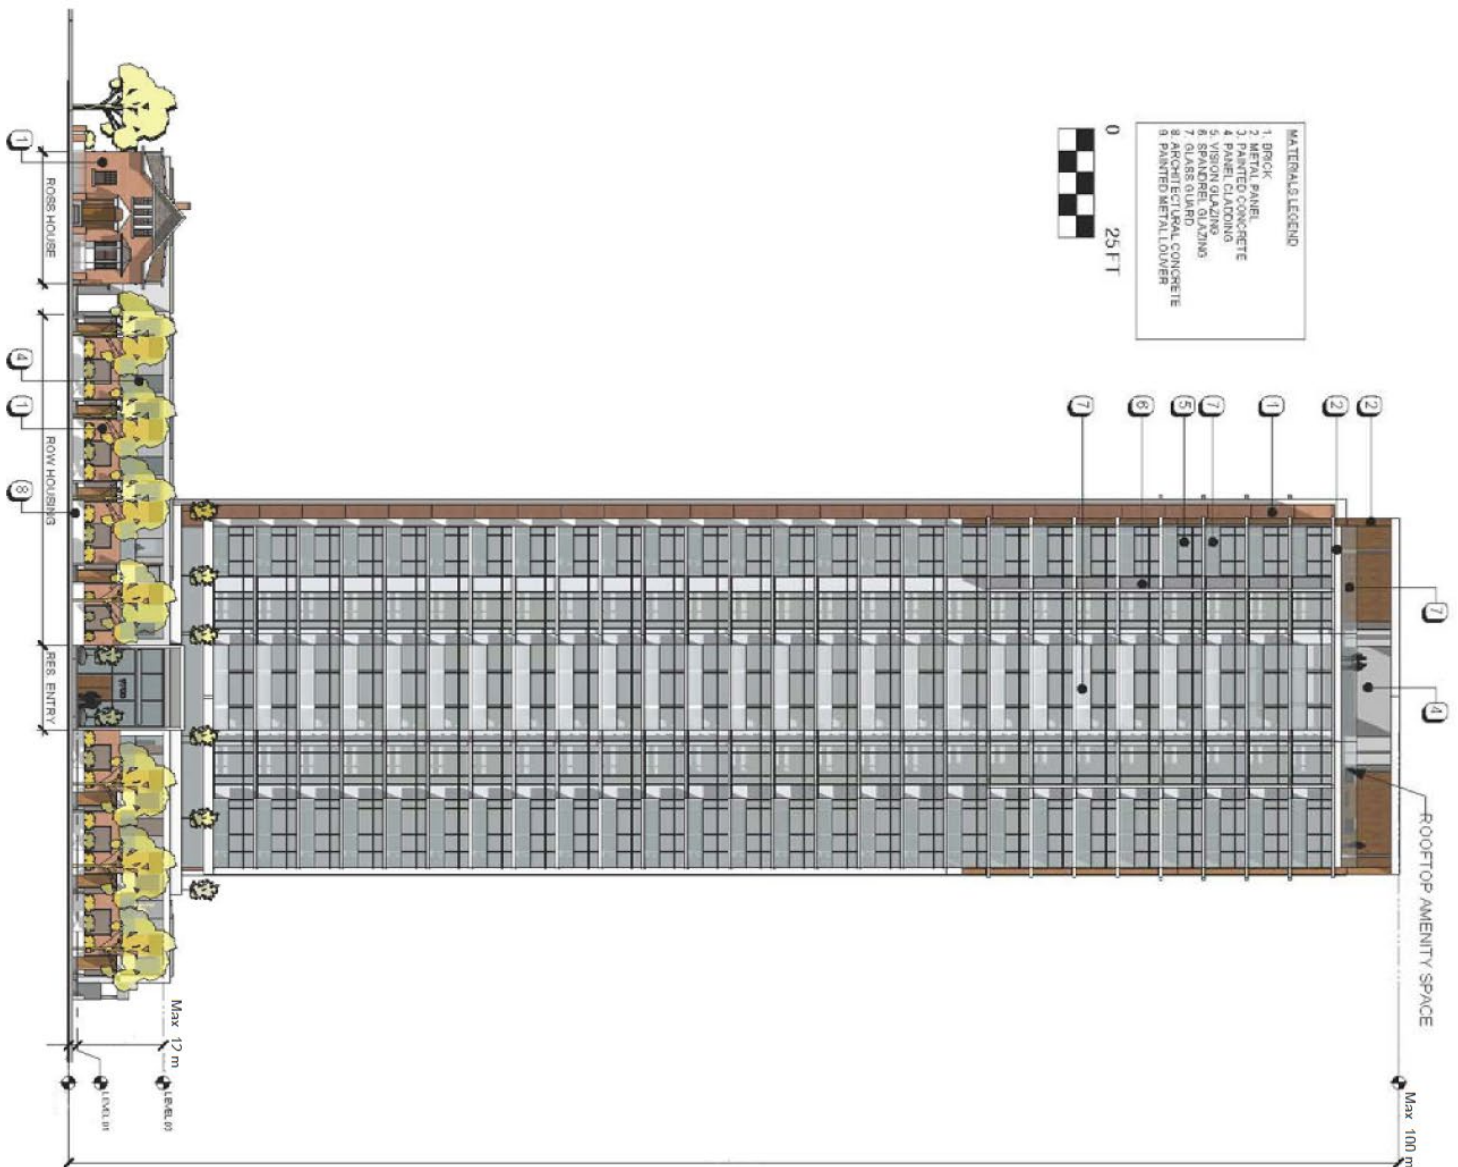 MATERIALS LEGEND
1. BRICK
2. METAL PANEL
3. PAINTED CONCRETE
4. PANEL CLADDING
5. VISION GLAZING
6. SPANDREL GLAZING
7. GLASS GUARD
8. ARCHITECTURAL CONCRETE
9. PAINTED METAL LOUVER
0 25 FT
2
2
1
7
5
6
7
7
4
ROOFTOP AMENITY SPACE
Max 100 m
Max 12 m
LEVEL 03
LEVEL 01
1
4
1
8
ROSS HOUSE
ROW HOUSING
RES. ENTRY